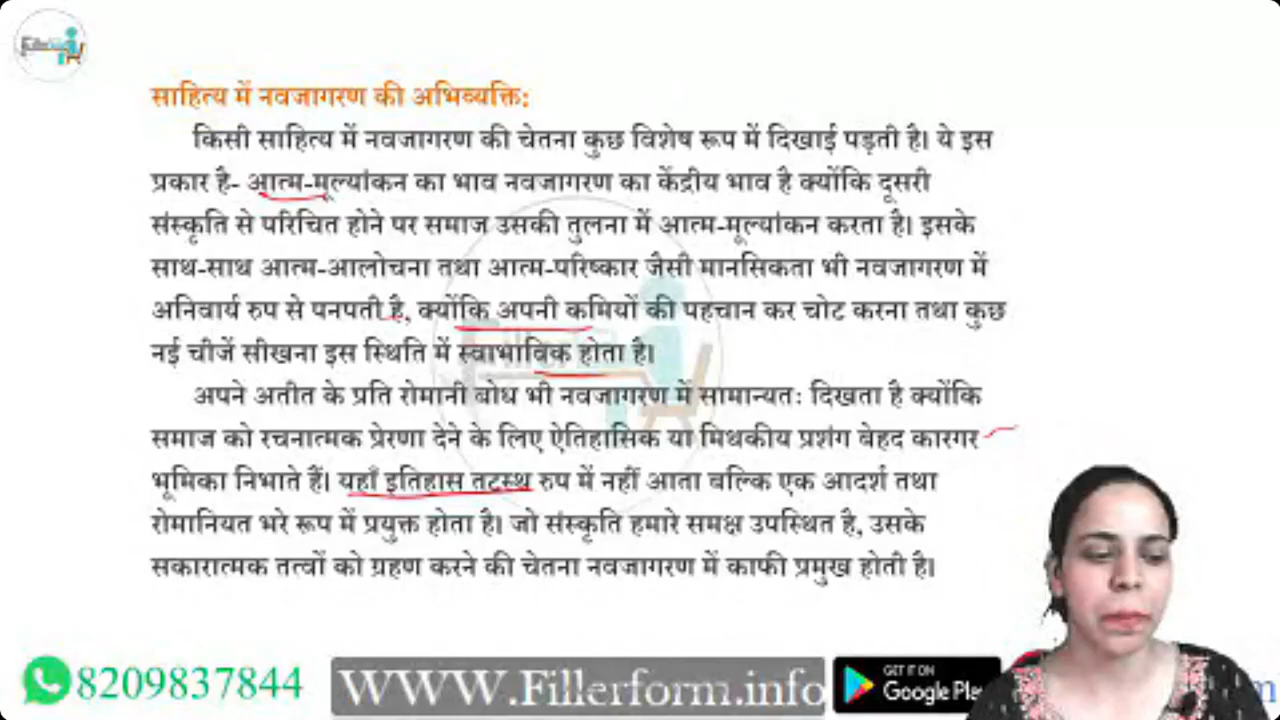 Fillerform
साहित्य में नवजागरण की अभिव्यक्ति:
किसी साहित्य में नवजागरण की चेतना कुछ विशेष रूप में दिखाई पड़ती है। ये इस
प्रकार है- आत्म-मूल्यांकन का भाव नवजागरण का केंद्रीय भाव है क्योंकि दूसरी
संस्कृति से परिचित होने पर समाज उसकी तुलना में आत्म-मूल्यांकन करता है। इसके
साथ-साथ आत्म-आलोचना तथा आत्म-परिष्कार जैसी मानसिकता भी नवजागरण में
अनिवार्य रुप से पनपती है, क्योंकि अपनी कमियों की पहचान कर चोट करना तथा कुछ
नई चीजें सीखना इस स्थिति में स्वाभाविक होता है।
अपने अतीत के प्रति रोमानी बोध भी नवजागरण में सामान्यतः दिखता है क्योंकि
समाज को रचनात्मक प्रेरणा देने के लिए ऐतिहासिक या मिथकीय प्रशंग बेहद कारगर
भूमिका निभाते हैं। यहाँ इतिहास तटस्थ रुप में नहीं आता बल्कि एक आदर्श तथा
रोमानियत भरे रूप में प्रयुक्त होता है। जो संस्कृति हमारे समक्ष उपस्थित है, उसके
सकारात्मक तत्वों को ग्रहण करने की चेतना नवजागरण में काफी प्रमुख होती है।
8209837844 WWW.Fillerform.info GET IT ON
Google Play